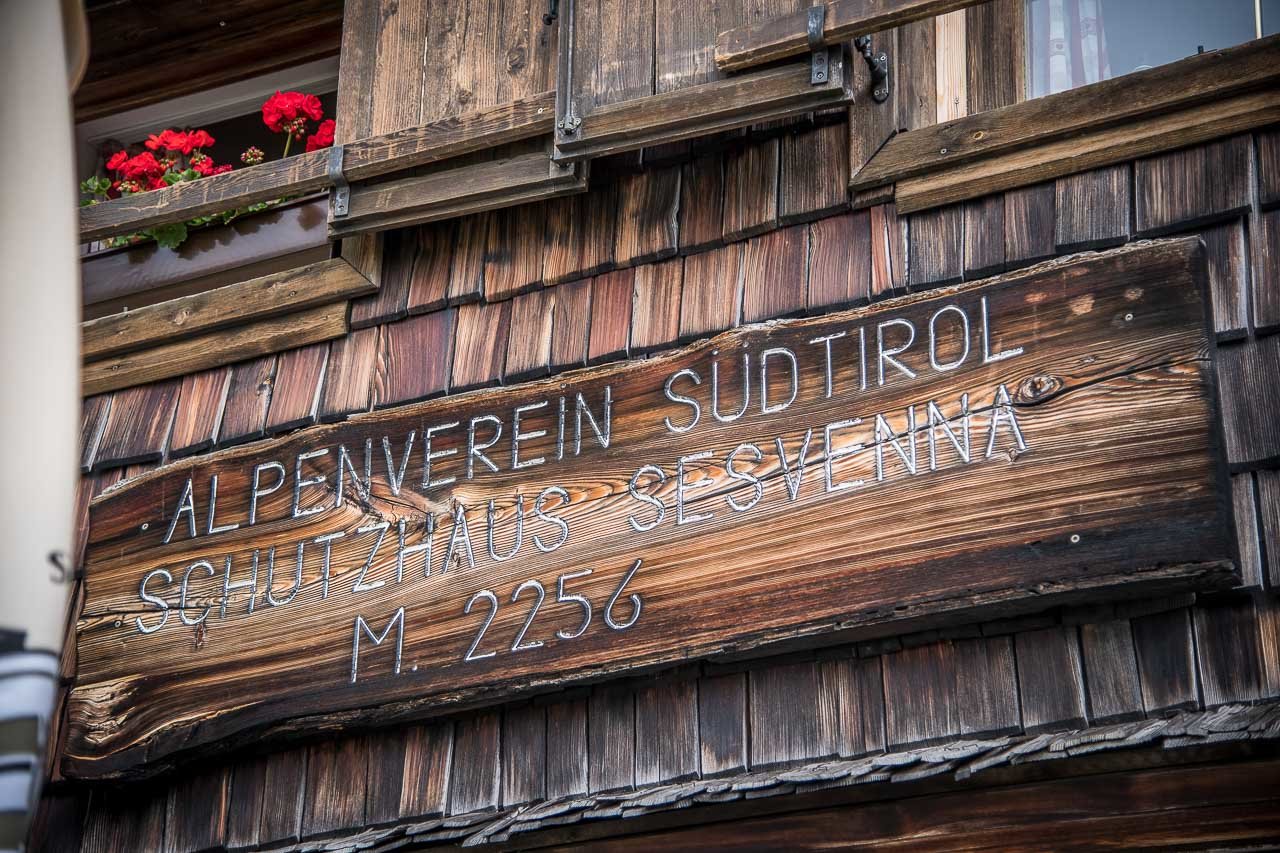 ALPENVEREIN SÜDTIROL
SCHUTZHAUS SESVENNA
M. 2256